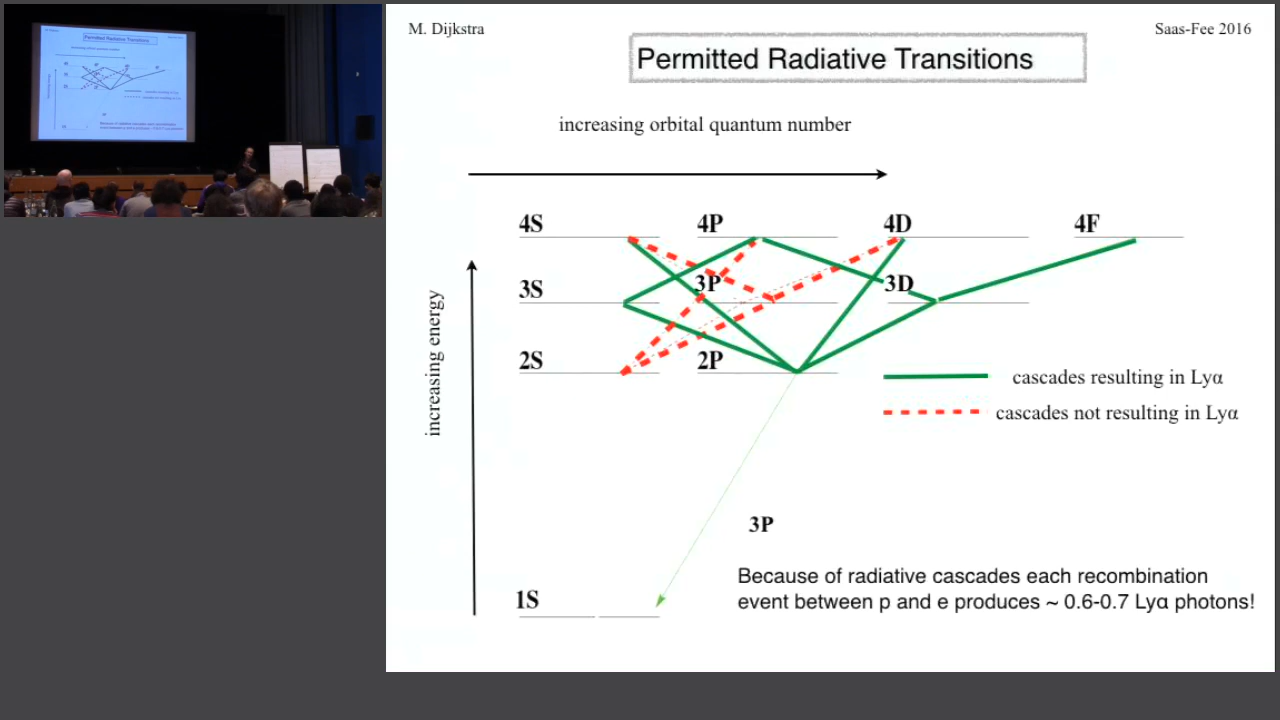 M. Dijkstra
Saas-Fee 2016
Permitted Radiative Transitions
increasing orbital quantum number
4S 4P 4D 4F
3S 3P 3D
2S 2P
increasing energy
cascades resulting in Lyα
cascades not resulting in Lyα
3P
Because of radiative cascades each recombination
event between p and e produces ~ 0.6-0.7 Lyα photons!
1S